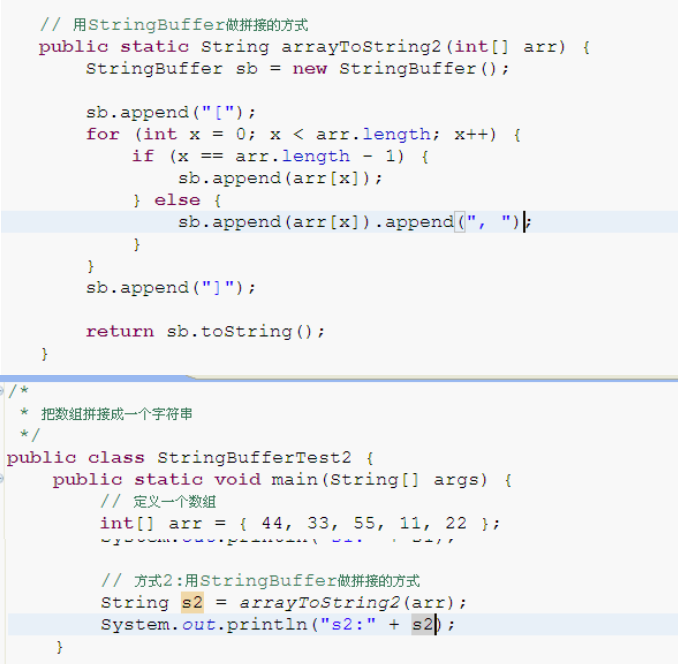 // 用StringBuffer做拼接的方式
public static String arrayToString2(int[] arr) {
StringBuffer sb = new StringBuffer();
sb.append("[");
for (int x = 0; x < arr.length; x++) {
if (x == arr.length - 1) {
sb.append(arr[x]);
} else {
sb.append(arr[x]).append(", ");
}
}
sb.append("]");
return sb.toString();
}
/*
* 把数组拼接成一个字符串
*/
public class StringBufferTest2 {
public static void main(String[] args) {
// 定义一个数组
int[] arr = { 44, 33, 55, 11, 22 };
// 方式2:用StringBuffer做拼接的方式
String s2 = arrayToString2(arr);
System.out.println("s2:" + s2);
}